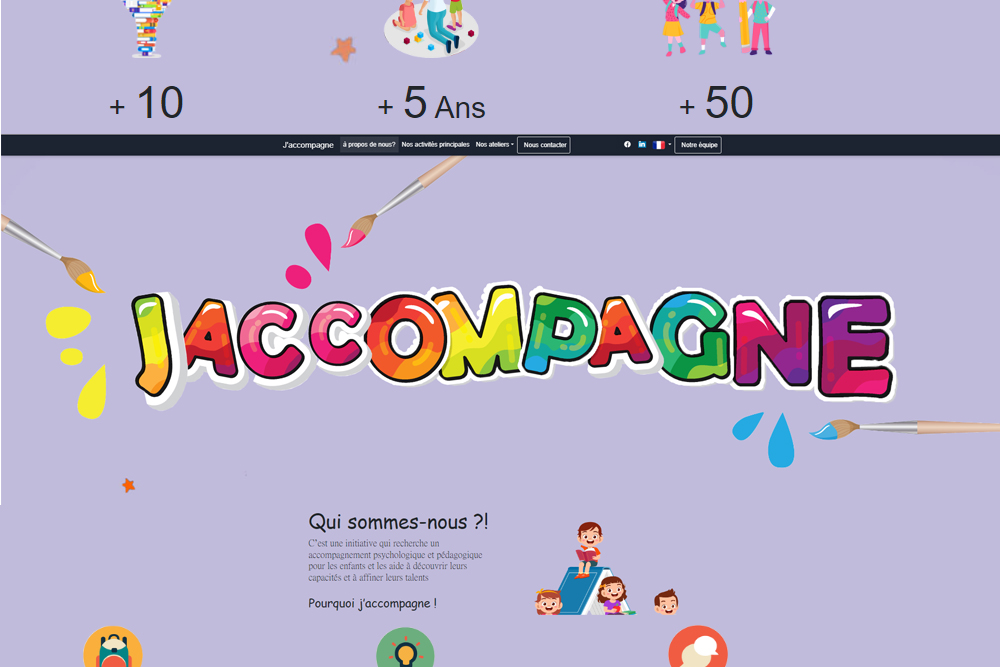 + 10
+ 5 Ans
+ 50
J'accompagne á propos de nous? Nos activités principales Nos ateliers Nous contacter Notre équipe
JACCOMPAGNE
Qui sommes-nous ?!
C'est une initiative qui recherche un
accompagnement psychologique et pédagogique
pour les enfants et les aide à découvrir leurs
capacités et à affiner leurs talents
Pourquoi j'accompagne !